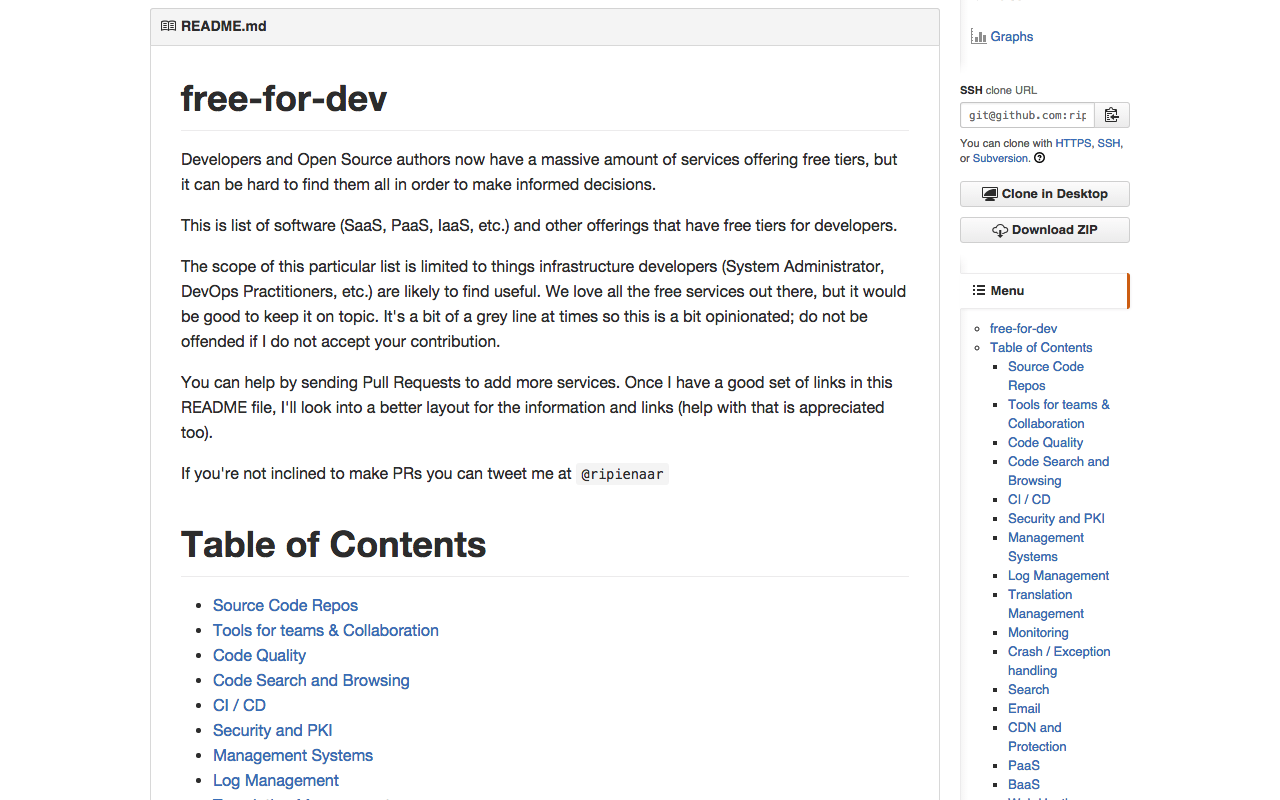 README.md
free-for-dev
Developers and Open Source authors now have a massive amount of services offering free tiers, but
it can be hard to find them all in order to make informed decisions.
This is list of software (SaaS, PaaS, IaaS, etc.) and other offerings that have free tiers for developers.
The scope of this particular list is limited to things infrastructure developers (System Administrator,
DevOps Practitioners, etc.) are likely to find useful. We love all the free services out there, but it would
be good to keep it on topic. It's a bit of a grey line at times so this is a bit opinionated; do not be
offended if I do not accept your contribution.
You can help by sending Pull Requests to add more services. Once I have a good set of links in this
README file, I'll look into a better layout for the information and links (help with that is appreciated
too).
If you're not inclined to make PRs you can tweet me at @ripienaar
Table of Contents
Source Code Repos
Tools for teams & Collaboration
Code Quality
Code Search and Browsing
CI / CD
Security and PKI
Management Systems
Log Management
Graphs
SSH clone URL
git@github.com:rip
You can clone with HTTPS, SSH,
or Subversion.
Clone in Desktop
Download ZIP
Menu
free-for-dev
Table of Contents
Source Code
Repos
Tools for teams &
Collaboration
Code Quality
Code Search and
Browsing
CI / CD
Security and PKI
Management
Systems
Log Management
Translation
Management
Monitoring
Crash / Exception
handling
Search
Email
CDN and
Protection
PaaS
BaaS